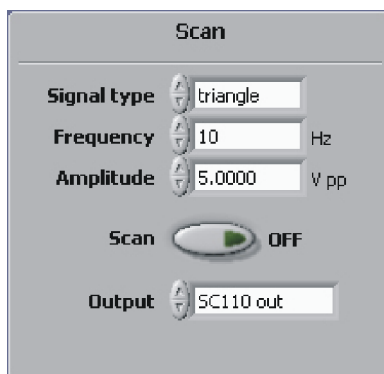 Scan
Signal type triangle
Frequency 10 Hz
Amplitude 5.0000 V pp
Scan OFF
Output SC110 out